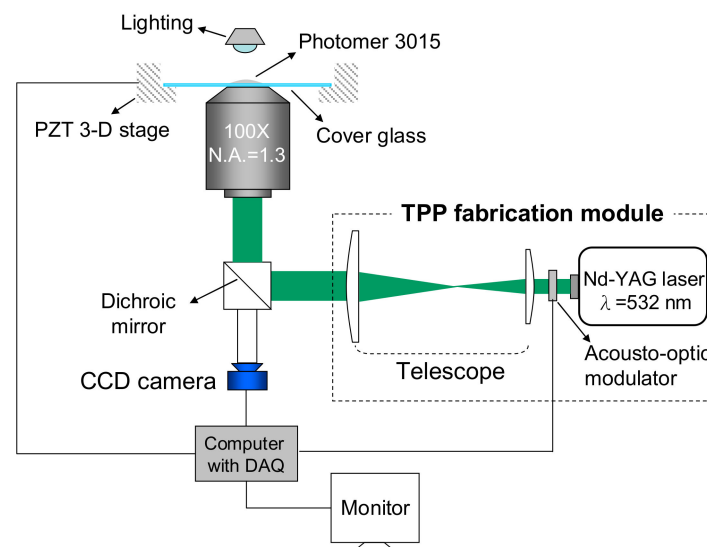 Lighting
Photomer 3015
PZT 3-D stage
Cover glass
100X
N.A.=1.3
TPP fabrication module
Nd-YAG laser
λ=532 nm
Dichroic
mirror
Acousto-optic
modulator
Telescope
CCD camera
Computer
with DAQ
Monitor